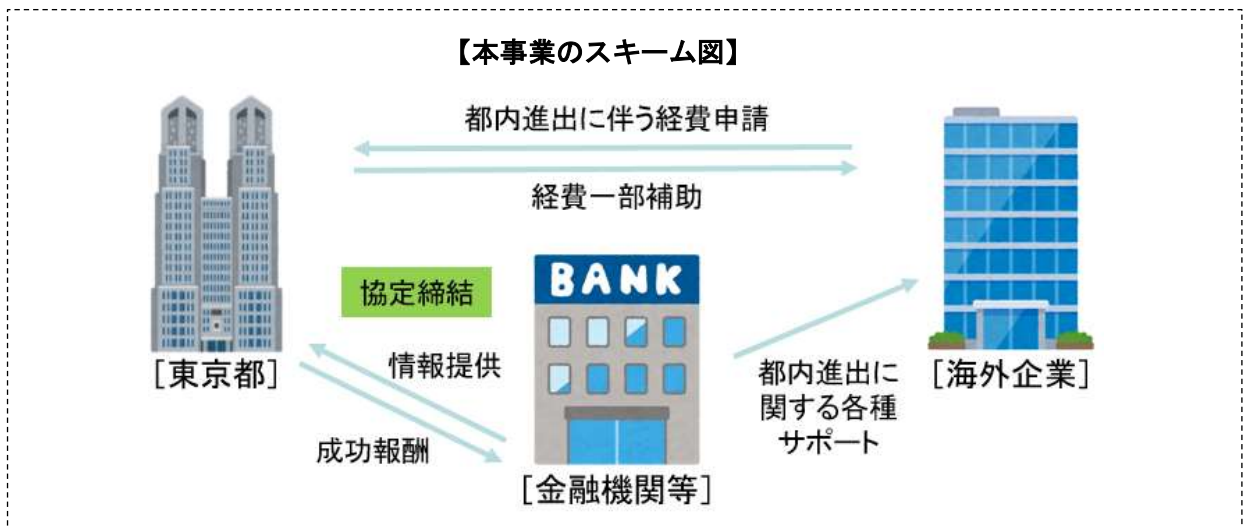 【本事業のスキーム図】
都内進出に伴う経費申請
経費一部補助
BANK
協定締結
情報提供
成功報酬
都内進出に
関する各種
サポート
[東京都]
[金融機関等]
[海外企業]